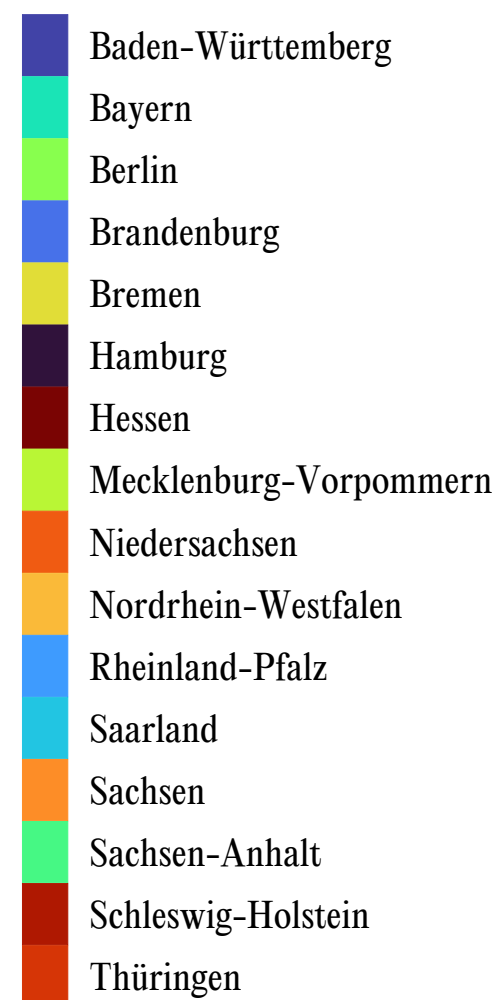 Baden-Württemberg
Bayern
Berlin
Brandenburg
Bremen
Hamburg
Hessen
Mecklenburg-Vorpommern
Niedersachsen
Nordrhein-Westfalen
Rheinland-Pfalz
Saarland
Sachsen
Sachsen-Anhalt
Schleswig-Holstein
Thüringen